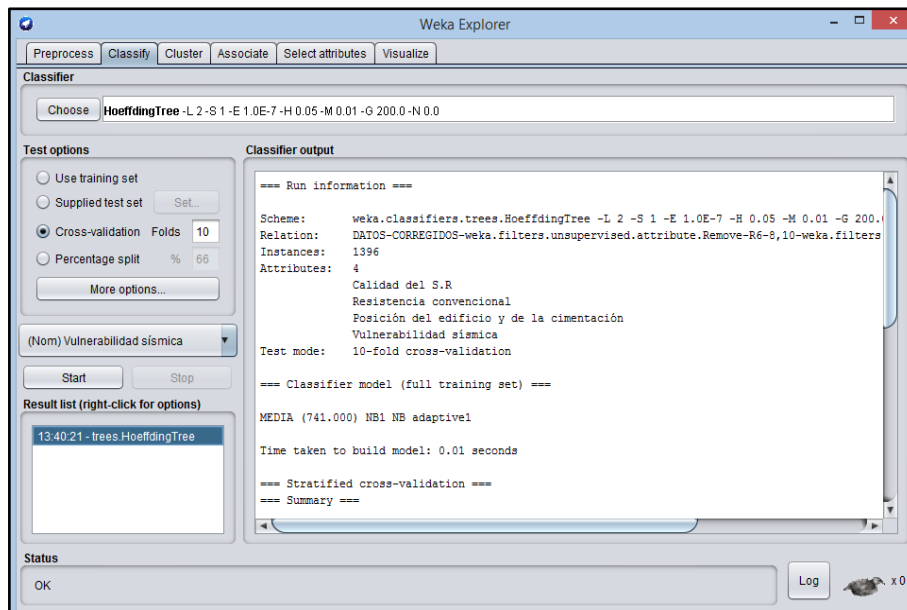 Weka Explorer
Preprocess Classify Cluster Associate Select attributes Visualize
Classifier
Choose HoeffdingTree -L 2 -S 1 -E 1.0E-7 -H 0.05 -M 0.01 -G 200.0 -N 0.0
Test options
Use training set
Supplied test set Set...
Cross-validation Folds 10
Percentage split % 66
More options...
(Nom) Vulnerabilidad sísmica
Start Stop
Result list (right-click for options)
13:40:21 - trees.HoeffdingTree
Classifier output
=== Run information ===
Scheme: weka.classifiers.trees.HoeffdingTree -L 2 -S 1 -E 1.0E-7 -H 0.05 -M 0.01 -G 200.
Relation: DATOS-CORREGIDOS-weka.filters.unsupervised.attribute.Remove-R6-8,10-weka.filters
Instances: 1396
Attributes: 4
Calidad del S.R
Resistencia convencional
Posición del edificio y de la cimentación
Vulnerabilidad sísmica
Test mode: 10-fold cross-validation
=== Classifier model (full training set) ===
MEDIA (741.000) NB1 NB adaptive1
Time taken to build model: 0.01 seconds
=== Stratified cross-validation ===
=== Summary ===
Status
OK
Log
x 0